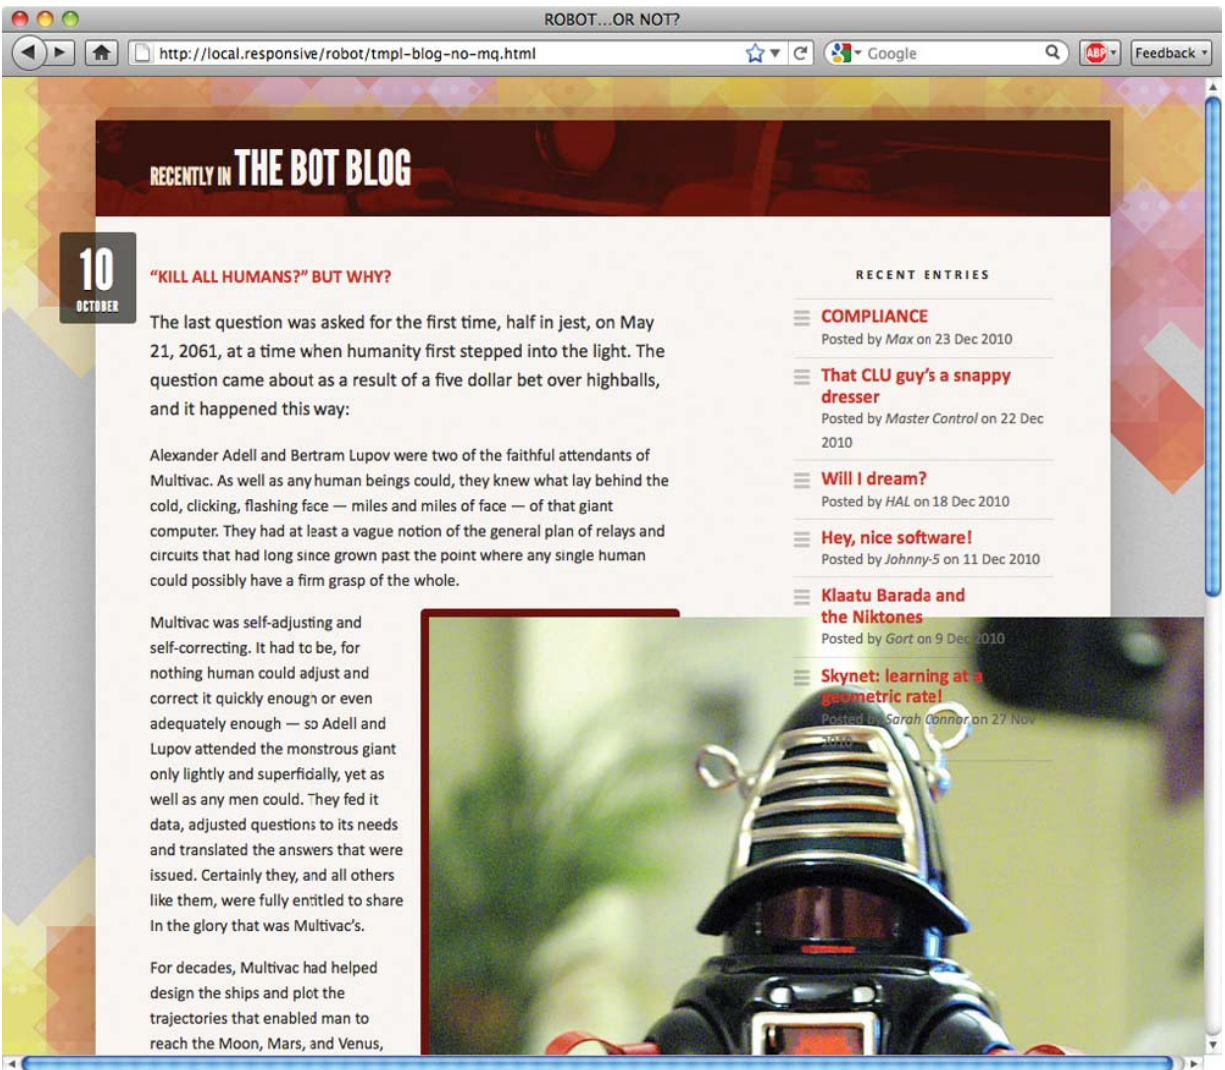 ROBOT...OR NOT?
http://local.responsive/robot/tmpl-blog-no-mq.html
Google
ABP
Feedback
RECENTLY IN THE BOT BLOG
10
OCTOBER
“KILL ALL HUMANS?” BUT WHY?
The last question was asked for the first time, half in jest, on May
21, 2061, at a time when humanity first stepped into the light. The
question came about as a result of a five dollar bet over highballs,
and it happened this way:
Alexander Adell and Bertram Lupov were two of the faithful attendants of
Multivac. As well as any human beings could, they knew what lay behind the
cold, clicking, flashing face — miles and miles of face — of that giant
computer. They had at least a vague notion of the general plan of relays and
circuits that had long since grown past the point where any single human
could possibly have a firm grasp of the whole.
Multivac was self-adjusting and
self-correcting. It had to be, for
nothing human could adjust and
correct it quickly enough or even
adequately enough — so Adell and
Lupov attended the monstrous giant
only lightly and superficially, yet as
well as any men could. They fed it
data, adjusted questions to its needs
and translated the answers that were
issued. Certainly they, and all others
like them, were fully entitled to share
In the glory that was Multivac’s.
For decades, Multivac had helped
design the ships and plot the
trajectories that enabled man to
reach the Moon, Mars, and Venus,
RECENT ENTRIES
COMPLIANCE
Posted by Max on 23 Dec 2010
That CLU guy’s a snappy
dresser
Posted by Master Control on 22 Dec
2010
Will I dream?
Posted by HAL on 18 Dec 2010
Hey, nice software!
Posted by Johnny-5 on 11 Dec 2010
Klaatu Barada and
the Niktones
Posted by Gort on 9 Dec 2010
Skynet: learning at a
geometric rate!
Posted by Sarah Connor on 27 Nov
2010